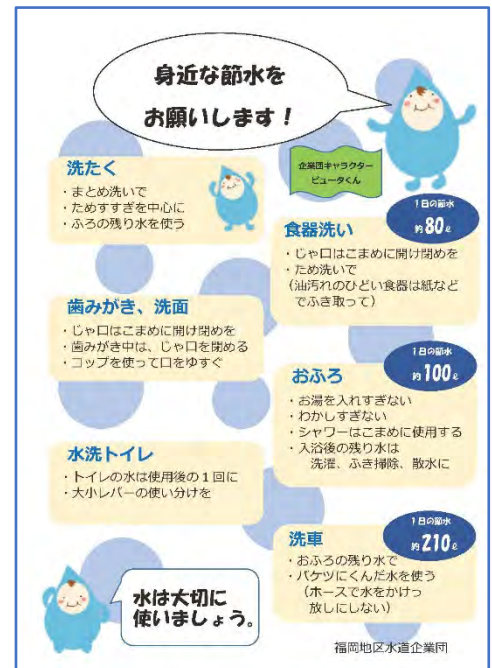 身近な節水を
お願いします！
企業団キャラクター
ピュータくん
洗たく
・まとめ洗いで
・ためすすぎを中心に
・ふろの残り水を使う
1日の節水
約80ℓ
食器洗い
・じゃ口はこまめに開け閉めを
・ため洗いで
（油汚れのひどい食器は紙など
でふき取って）
歯みがき、洗面
・じゃ口はこまめに開け閉めを
・歯みがき中は、じゃ口を閉める
・コップを使って口をゆすぐ
1日の節水
約100ℓ
おふろ
・お湯を入れすぎない
・わかしすぎない
・シャワーはこまめに使用する
・入浴後の残り水は
洗濯、ふき掃除、散水に
水洗トイレ
・トイレの水は使用後の１回に
・大小レバーの使い分けを
1日の節水
約210ℓ
洗車
・おふろの残り水で
・バケツにくんだ水を使う
（ホースで水をかけっ
放しにしない）
水は大切に
使いましょう。
福岡地区水道企業団